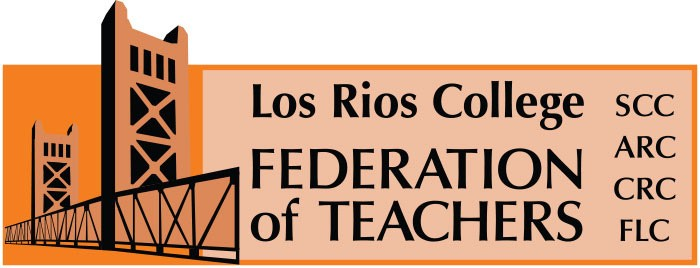 Los Rios College
FEDERATION
of TEACHERS
SCC
ARC
CRC
FLC